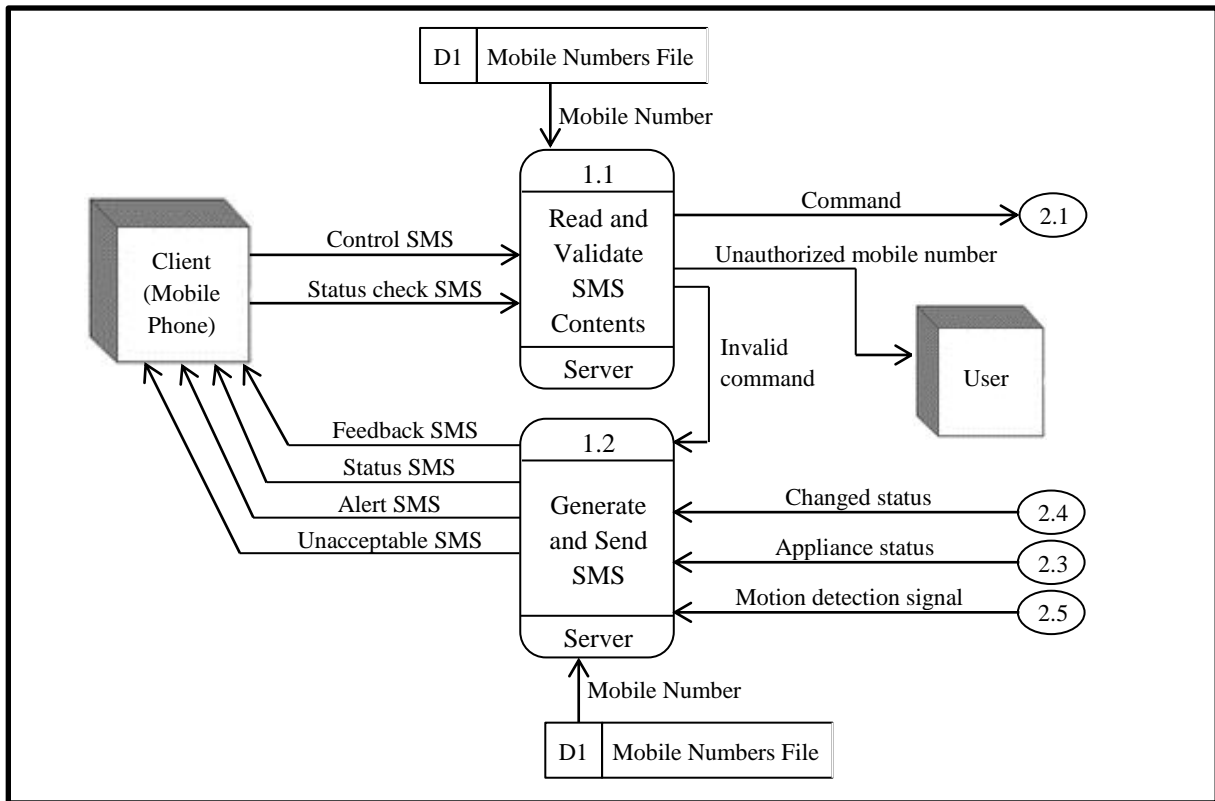 D1 Mobile Numbers File
Mobile Number
1.1
Read and
Validate
SMS
Contents
Server
Client
(Mobile
Phone)
Control SMS
Status check SMS
Command
2.1
Unauthorized mobile number
User
Invalid
command
Feedback SMS
Status SMS
Alert SMS
Unacceptable SMS
1.2
Generate
and Send
SMS
Server
Changed status
2.4
Appliance status
2.3
Motion detection signal
2.5
Mobile Number
D1 Mobile Numbers File